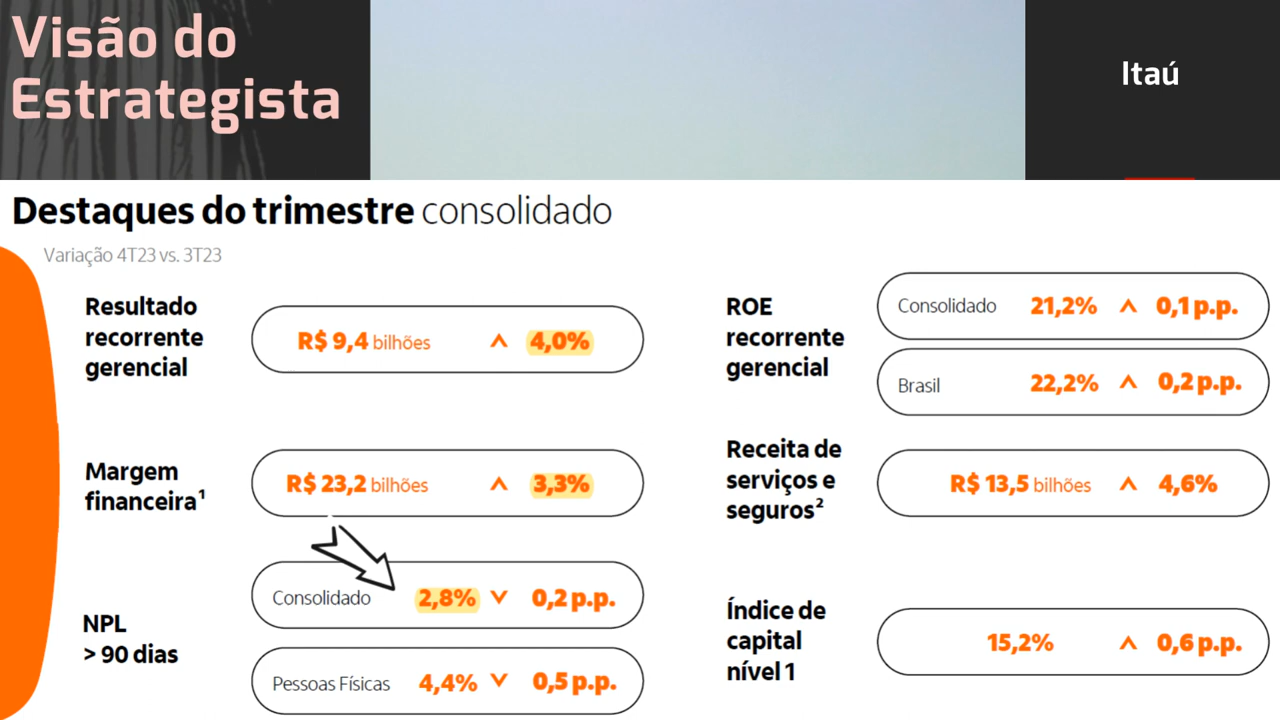 Visão do
Estrategista
Itaú
Destaques do trimestre consolidado
Variação 4T23 vs. 3T23
Resultado
recorrente
gerencial
R$ 9,4 bilhões 4,0%
Margem
financeira¹
R$ 23,2 bilhões 3,3%
NPL
> 90 dias
Consolidado 2,8% 0,2 p.p.
Pessoas Físicas 4,4% 0,5 p.p.
ROE
recorrente
gerencial
Consolidado 21,2% 0,1 p.p.
Brasil 22,2% 0,2 p.p.
Receita de
serviços e
seguros²
R$ 13,5 bilhões 4,6%
Índice de
capital
nível 1
15,2% 0,6 p.p.